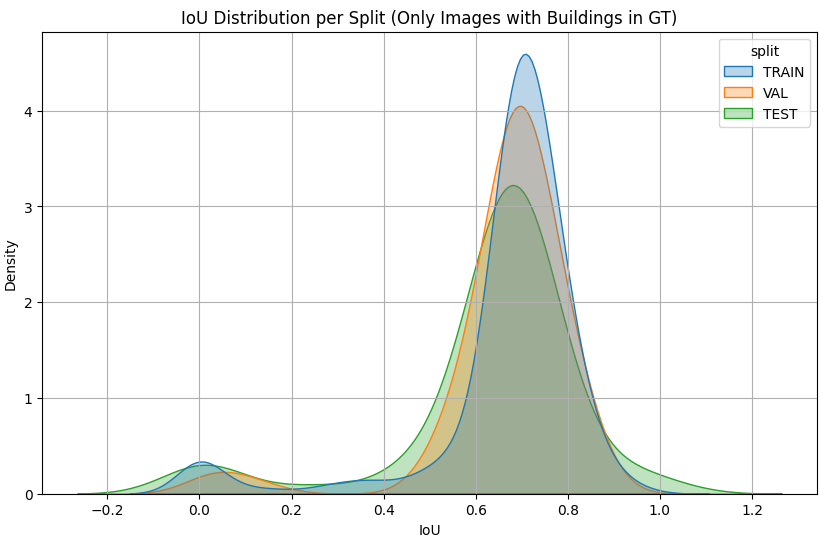 IoU Distribution per Split (Only Images with Buildings in GT)
split
TRAIN
VAL
TEST
Density
4
3
2
1
0
−0.2 0.0 0.2 0.4 0.6 0.8 1.0 1.2
IoU